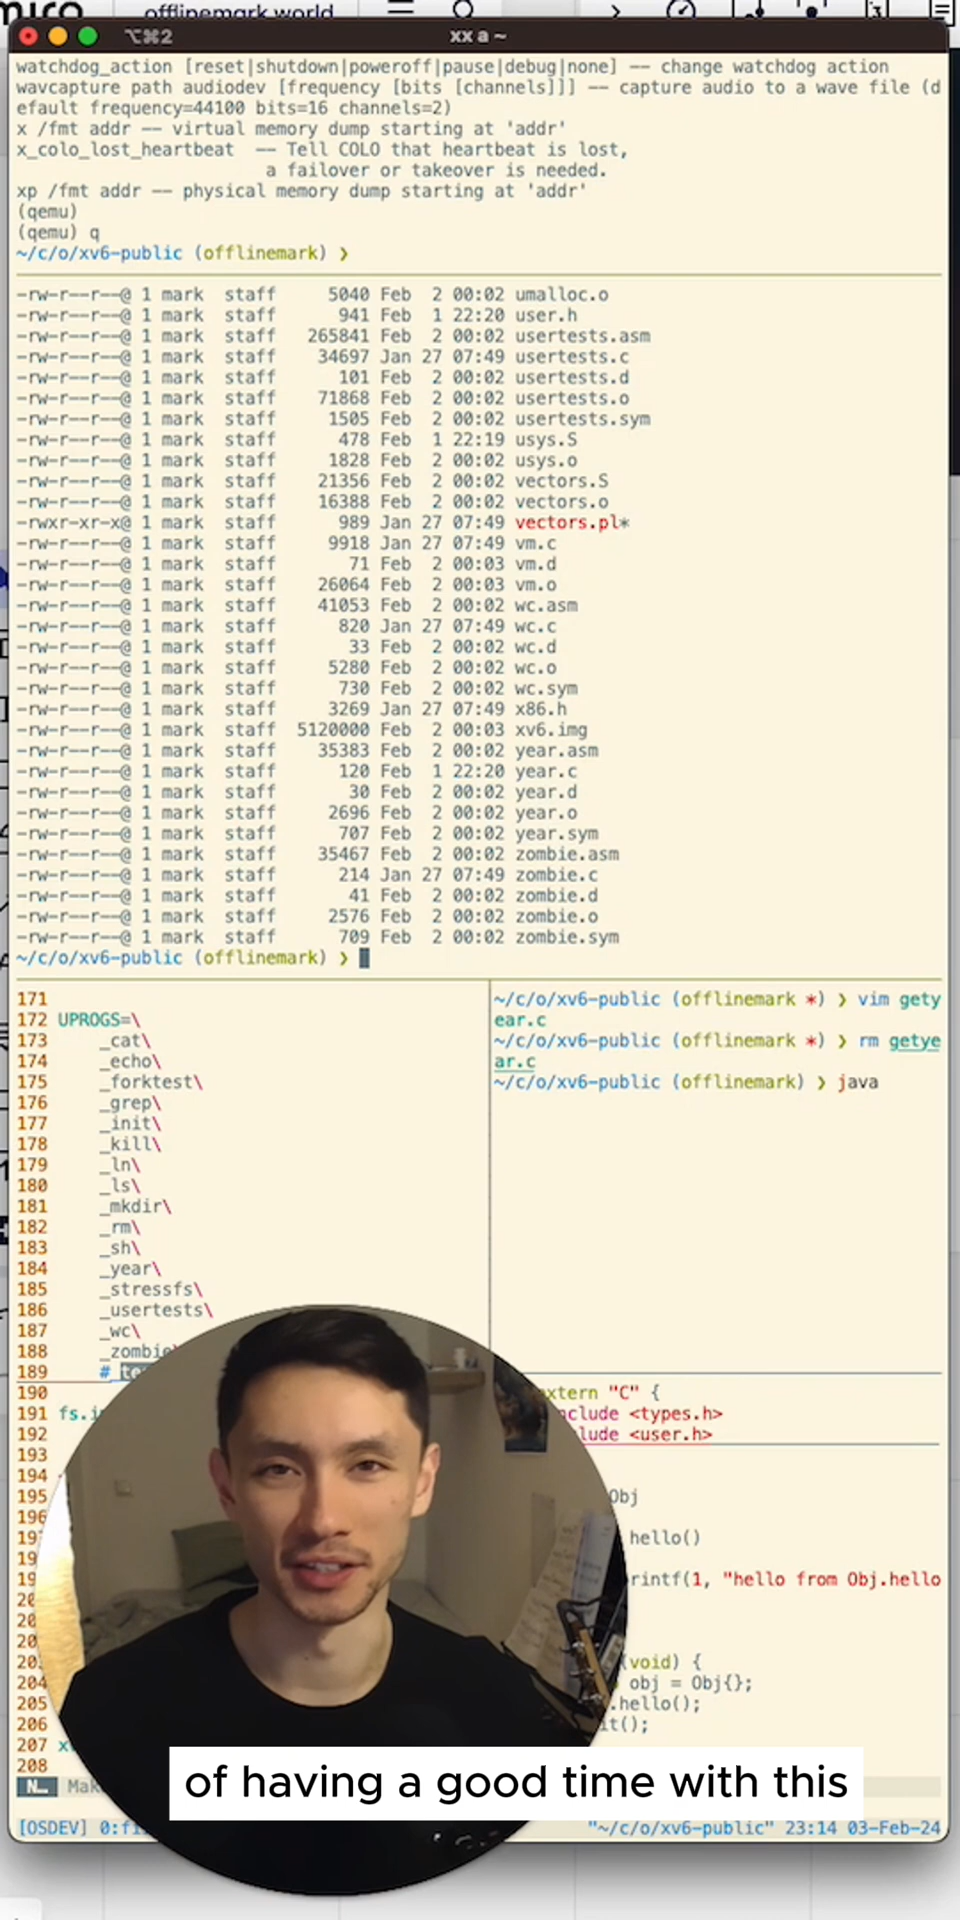 miro
offlinemark world
⌥⌘2
xx a ~
watchdog_action [reset|shutdown|poweroff|pause|debug|none] -- change watchdog action
wavcapture path audiodev [frequency [bits [channels]]] -- capture audio to a wave file (d
efault frequency=44100 bits=16 channels=2)
x /fmt addr -- virtual memory dump starting at 'addr'
x_colo_lost_heartbeat  -- Tell COLO that heartbeat is lost,
a failover or takeover is needed.
xp /fmt addr -- physical memory dump starting at 'addr'
(qemu)
(qemu) q
~/c/o/xv6-public (offlinemark) ❯
-rw-r--r--@ 1 mark  staff     5040 Feb  2 00:02 umalloc.o
-rw-r--r--@ 1 mark  staff      941 Feb  1 22:20 user.h
-rw-r--r--@ 1 mark  staff   265841 Feb  2 00:02 usertests.asm
-rw-r--r--@ 1 mark  staff    34697 Jan 27 07:49 usertests.c
-rw-r--r--@ 1 mark  staff      101 Feb  2 00:02 usertests.d
-rw-r--r--@ 1 mark  staff    71868 Feb  2 00:02 usertests.o
-rw-r--r--@ 1 mark  staff     1505 Feb  2 00:02 usertests.sym
-rw-r--r--@ 1 mark  staff      478 Feb  1 22:19 usys.S
-rw-r--r--@ 1 mark  staff     1828 Feb  2 00:02 usys.o
-rw-r--r--@ 1 mark  staff    21356 Feb  2 00:02 vectors.S
-rw-r--r--@ 1 mark  staff    16388 Feb  2 00:02 vectors.o
-rwxr-xr-x@ 1 mark  staff      989 Jan 27 07:49 vectors.pl*
-rw-r--r--@ 1 mark  staff     9918 Jan 27 07:49 vm.c
-rw-r--r--@ 1 mark  staff       71 Feb  2 00:03 vm.d
-rw-r--r--@ 1 mark  staff    26064 Feb  2 00:03 vm.o
-rw-r--r--@ 1 mark  staff    41053 Feb  2 00:02 wc.asm
-rw-r--r--@ 1 mark  staff      820 Jan 27 07:49 wc.c
-rw-r--r--@ 1 mark  staff       33 Feb  2 00:02 wc.d
-rw-r--r--@ 1 mark  staff     5280 Feb  2 00:02 wc.o
-rw-r--r--@ 1 mark  staff      730 Feb  2 00:02 wc.sym
-rw-r--r--@ 1 mark  staff     3269 Jan 27 07:49 x86.h
-rw-r--r--@ 1 mark  staff  5120000 Feb  2 00:03 xv6.img
-rw-r--r--@ 1 mark  staff    35383 Feb  2 00:02 year.asm
-rw-r--r--@ 1 mark  staff      120 Feb  1 22:20 year.c
-rw-r--r--@ 1 mark  staff       30 Feb  2 00:02 year.d
-rw-r--r--@ 1 mark  staff     2696 Feb  2 00:02 year.o
-rw-r--r--@ 1 mark  staff      707 Feb  2 00:02 year.sym
-rw-r--r--@ 1 mark  staff    35467 Feb  2 00:02 zombie.asm
-rw-r--r--@ 1 mark  staff      214 Jan 27 07:49 zombie.c
-rw-r--r--@ 1 mark  staff       41 Feb  2 00:02 zombie.d
-rw-r--r--@ 1 mark  staff     2576 Feb  2 00:02 zombie.o
-rw-r--r--@ 1 mark  staff      709 Feb  2 00:02 zombie.sym
~/c/o/xv6-public (offlinemark) ❯
171
172 UPROGS=\
173     _cat\
174     _echo\
175     _forktest\
176     _grep\
177     _init\
178     _kill\
179     _ln\
180     _ls\
181     _mkdir\
182     _rm\
183     _sh\
184     _year\
185     _stressfs\
186     _usertests\
187     _wc\
188     _zombie\
189     #
190
191 fs.i
192
193
194
195
196
204
205
206
207 x
208
~/c/o/xv6-public (offlinemark *) ❯ vim gety
ear.c
~/c/o/xv6-public (offlinemark *) ❯ rm getye
ar.c
~/c/o/xv6-public (offlinemark) ❯ java
xtern "C" {
nclude <types.h>
lude <user.h>
Obj
hello()
rintf(1, "hello from Obj.hello
(void) {
obj = Obj{};
.hello();
it();
N… Mak
of having a good time with this
[OSDEV] 0:fi
"~/c/o/xv6-public" 23:14 03-Feb-24